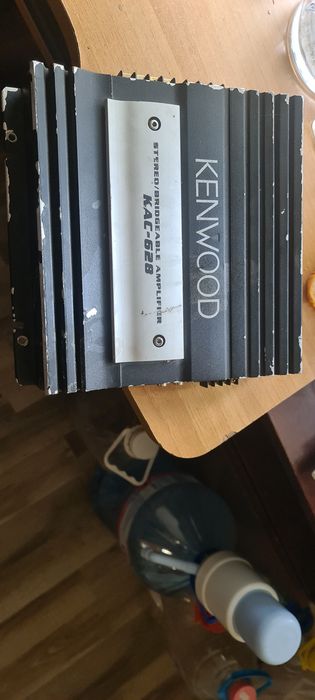 STEREO/BRIDGEABLE AMPLIFIER
KAC-628
KENWOOD